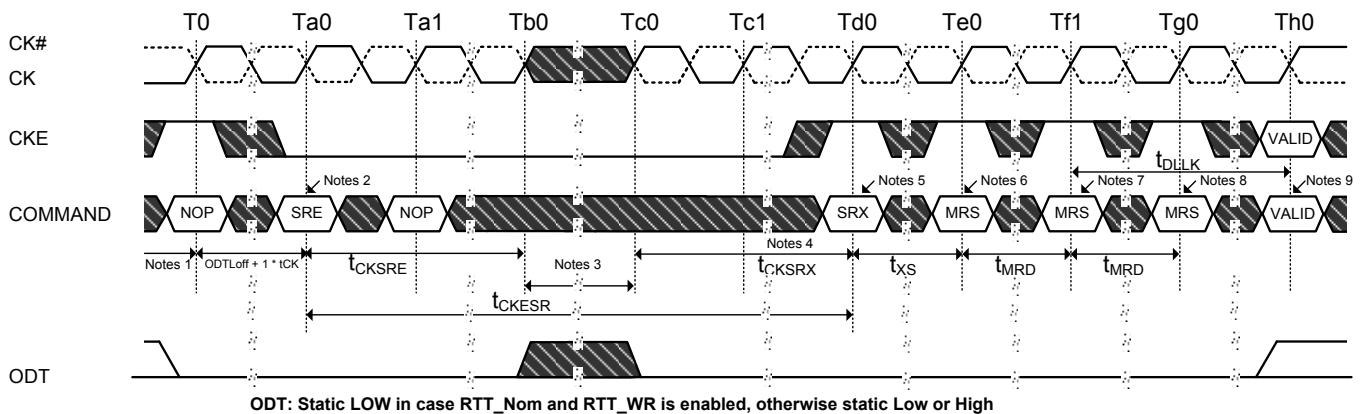 T0 Ta0 Ta1 Tb0 Tc0 Tc1 Td0 Te0 Tf1 Tg0 Th0
CK#
CK
CKE
VALID
tDLLK
Notes 2 Notes 5 Notes 6 Notes 7 Notes 8 Notes 9
COMMAND NOP SRE NOP SRX MRS MRS MRS VALID
Notes 1 ODTLoff + 1 * tCK tCKSRE Notes 3 Notes 4 tCKSRX tXS tMRD tMRD
tCKESR
ODT
ODT: Static LOW in case RTT_Nom and RTT_WR is enabled, otherwise static Low or High